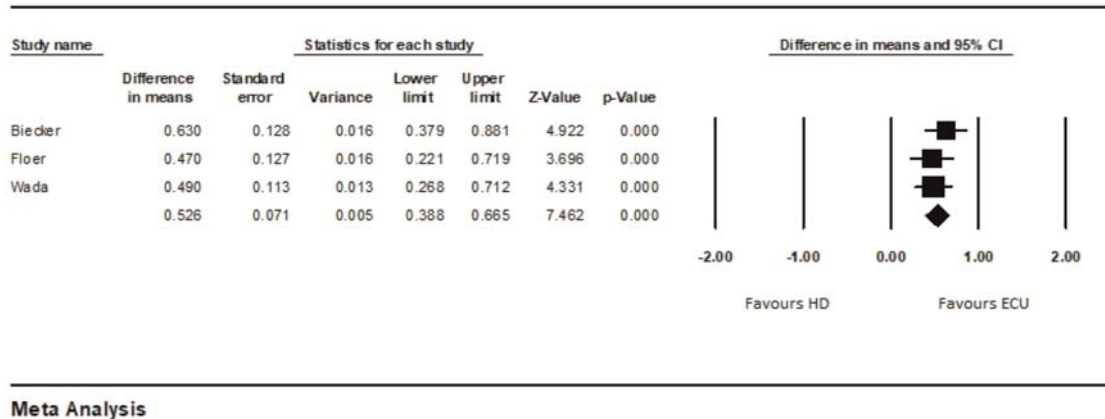 Study name Statistics for each study Difference in means and 95% CI
Difference in means Standard error Variance Lower limit Upper limit Z-Value p-Value
Biecker 0.630 0.128 0.016 0.379 0.881 4.922 0.000
Floer 0.470 0.127 0.016 0.221 0.719 3.696 0.000
Wada 0.490 0.113 0.013 0.268 0.712 4.331 0.000
0.526 0.071 0.005 0.388 0.665 7.462 0.000
-2.00 -1.00 0.00 1.00 2.00
Favours HD Favours ECU
Meta Analysis